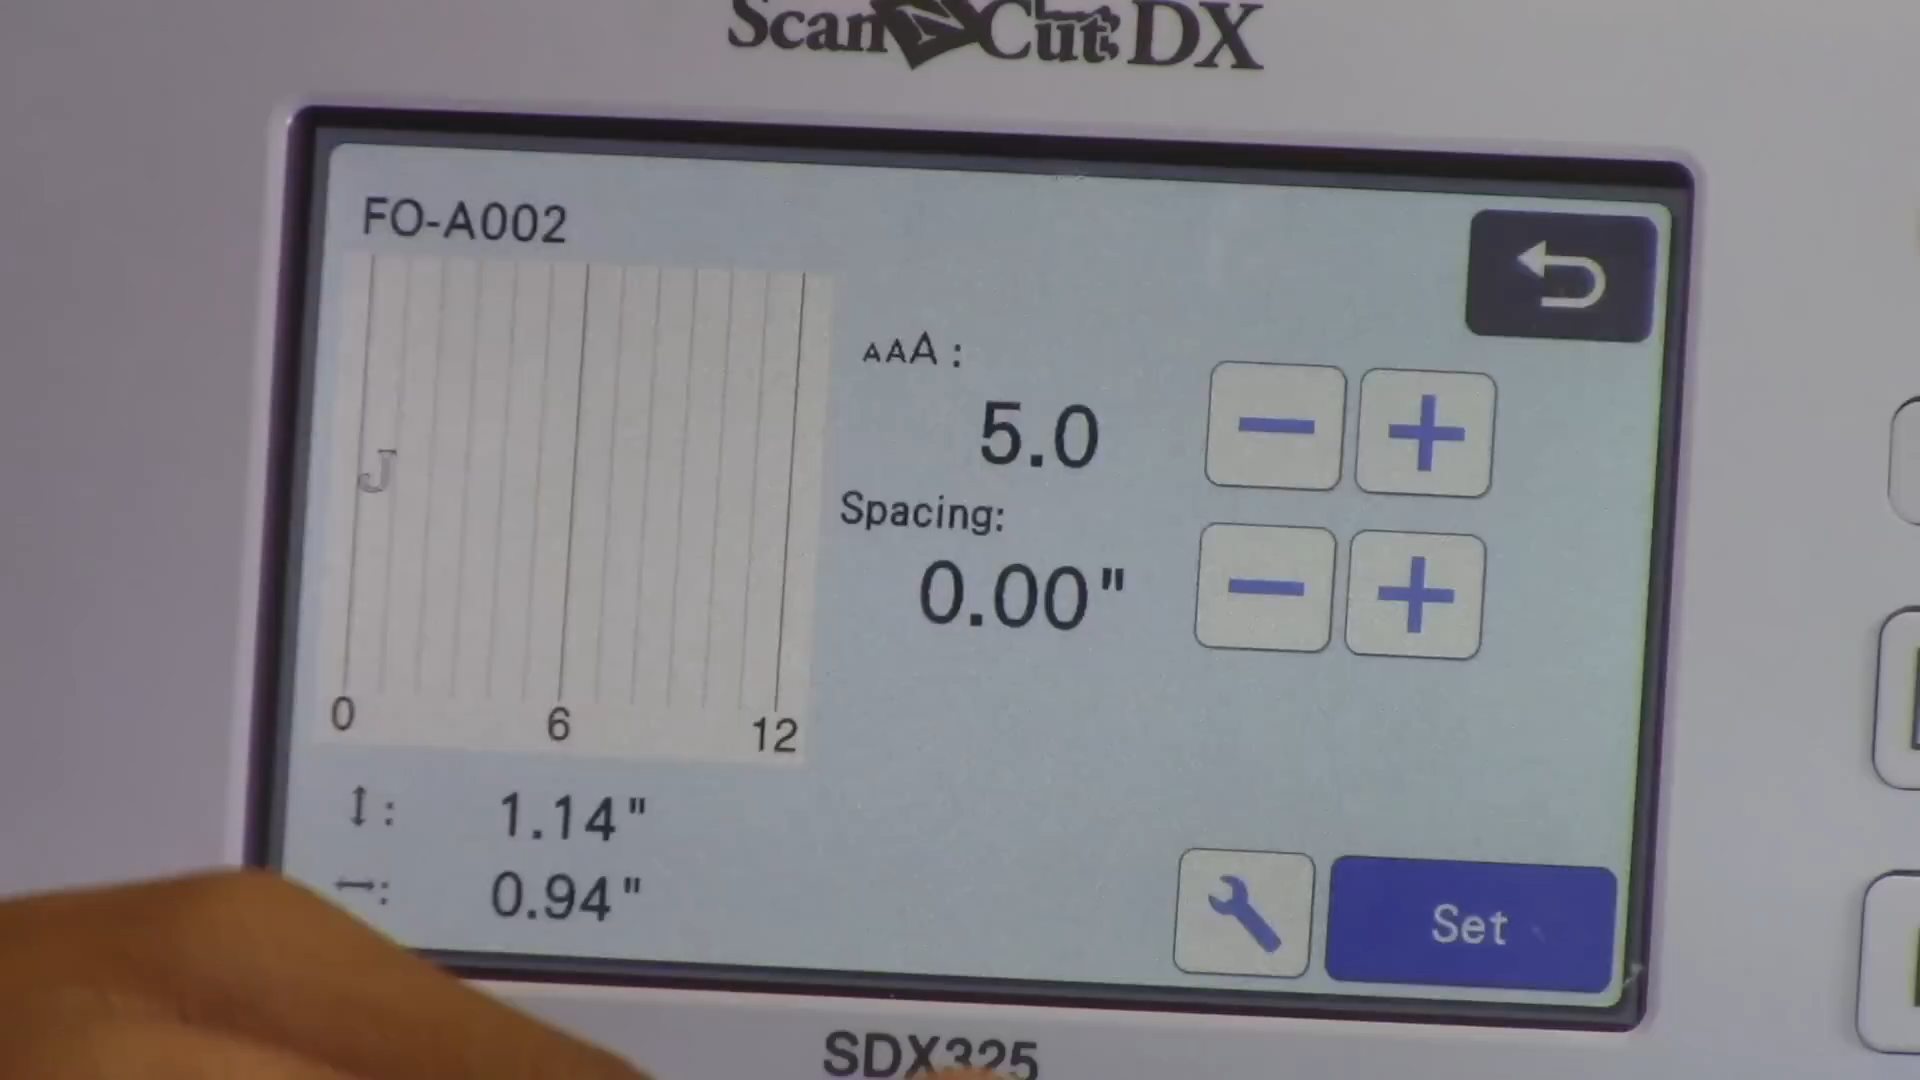 ScanNCut DX
FO-A002
AAA :
5.0
Spacing:
0.00"
J
0 6 12
↕: 1.14"
↔: 0.94"
Set
SDX325